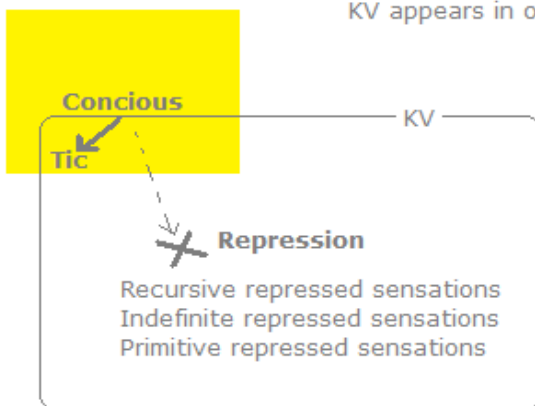 KV appears in o
Concious
KV
Tic
Repression
Recursive repressed sensations
Indefinite repressed sensations
Primitive repressed sensations